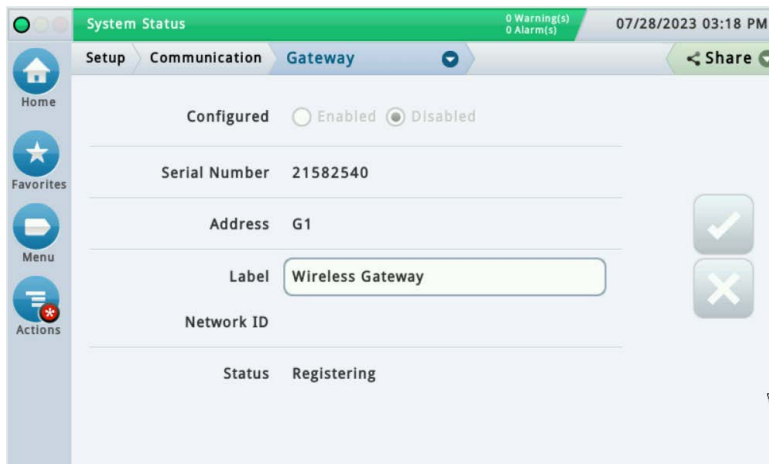 System Status
0 Warning(s)
0 Alarm(s)
07/28/2023 03:18 PM
Setup Communication Gateway
Share
Home
Favorites
Menu
Actions
Configured Enabled Disabled
Serial Number 21582540
Address G1
Label Wireless Gateway
Network ID
Status Registering